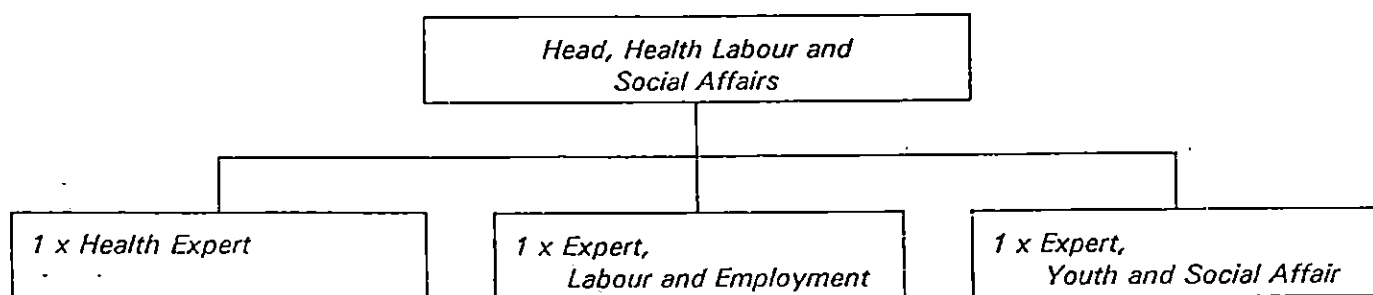 Head, Health Labour and
Social Affairs
1 x Health Expert
1 x Expert,
Labour and Employment
1 x Expert,
Youth and Social Affair